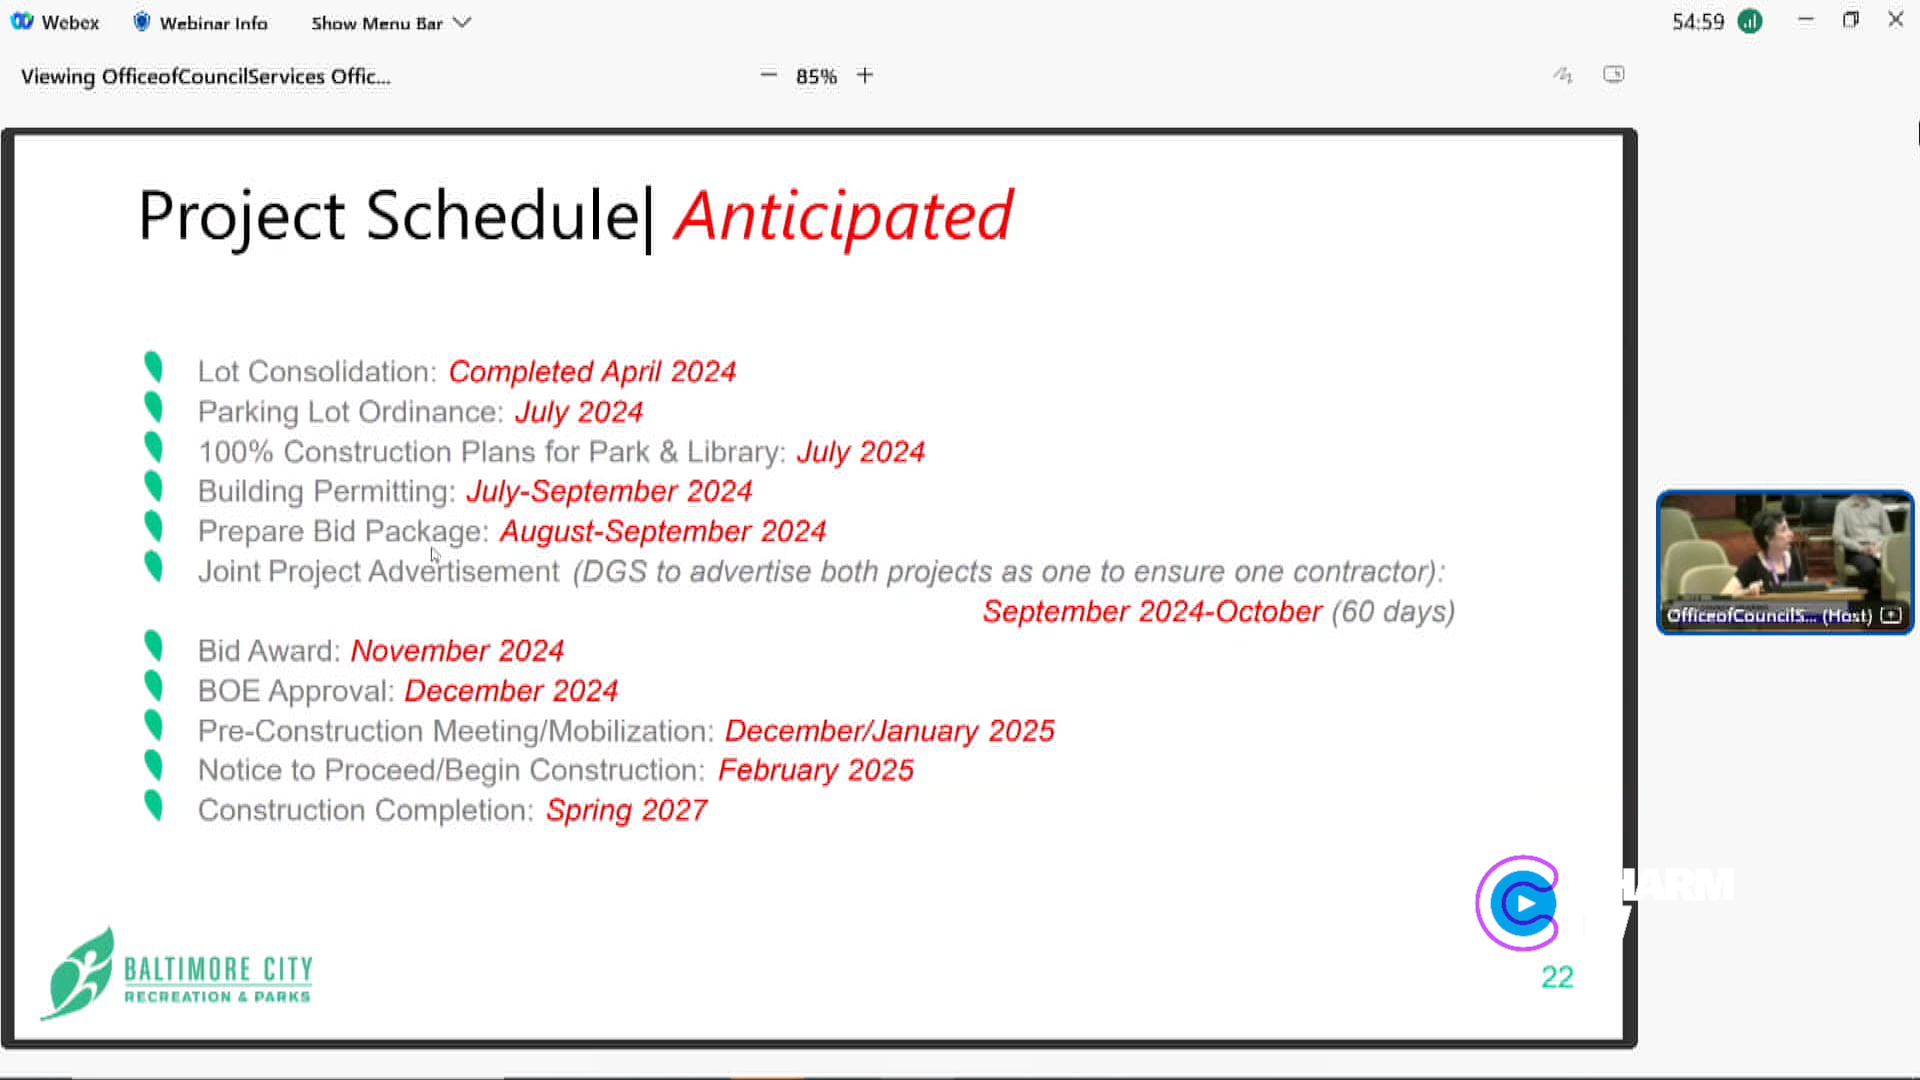 Webex
Webinar Info
Show Menu Bar
54:59
Viewing OfficeofCouncilServices Offic...
85%
Project Schedule| Anticipated
Lot Consolidation: Completed April 2024
Parking Lot Ordinance: July 2024
100% Construction Plans for Park & Library: July 2024
Building Permitting: July-September 2024
Prepare Bid Package: August-September 2024
Joint Project Advertisement (DGS to advertise both projects as one to ensure one contractor):
September 2024-October (60 days)
Bid Award: November 2024
BOE Approval: December 2024
Pre-Construction Meeting/Mobilization: December/January 2025
Notice to Proceed/Begin Construction: February 2025
Construction Completion: Spring 2027
OfficeofCouncilS... (Host)
BALTIMORE CITY
RECREATION & PARKS
22